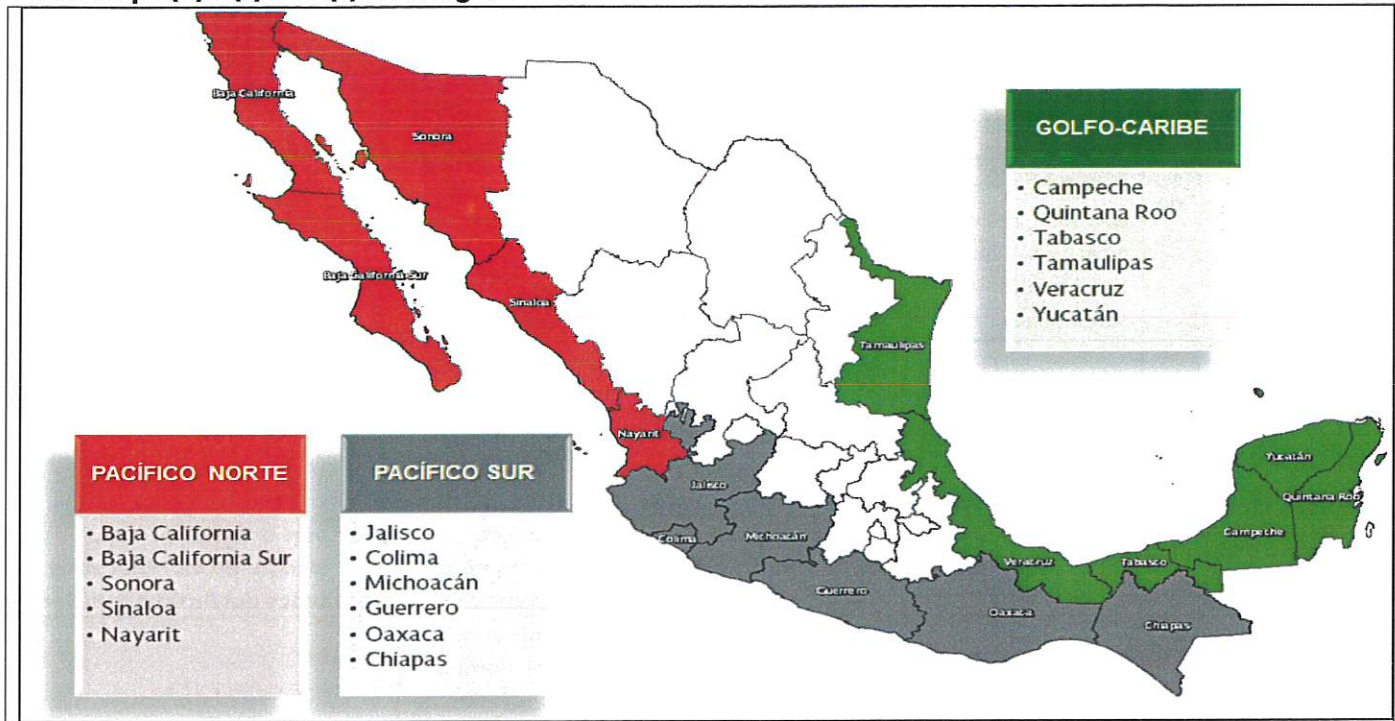 Baja California
Sonora
Baja California Sur
Sinaloa
Nayarit
Tamaulipas
Jalisco
Colima
Michoacán
Guerrero
Oaxaca
Chiapas
Veracruz
Tabasco
Campeche
Yucatán
Quintana Roo
GOLFO-CARIBE
• Campeche
• Quintana Roo
• Tabasco
• Tamaulipas
• Veracruz
• Yucatán
PACÍFICO NORTE
• Baja California
• Baja California Sur
• Sonora
• Sinaloa
• Nayarit
PACÍFICO SUR
• Jalisco
• Colima
• Michoacán
• Guerrero
• Oaxaca
• Chiapas